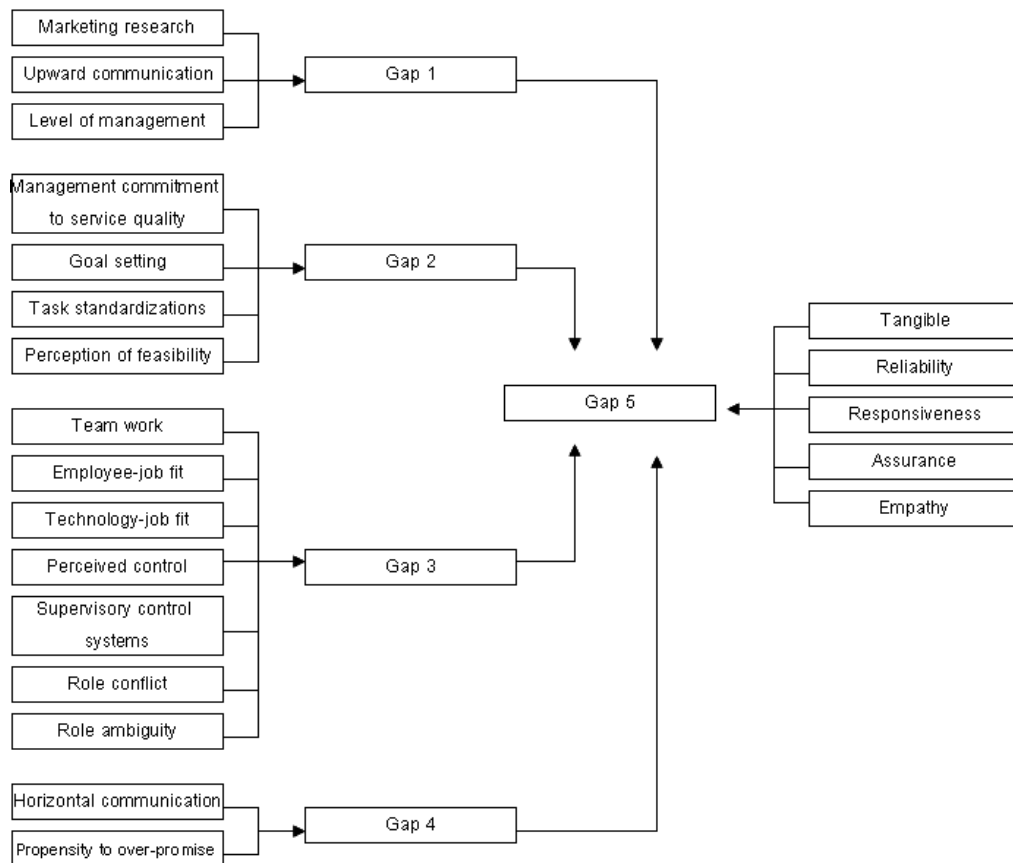 Marketing research
Upward communication
Level of management
Gap 1
Management commitment
to service quality
Goal setting
Task standardizations
Perception of feasibility
Gap 2
Team work
Employee-job fit
Technology-job fit
Perceived control
Supervisory control
systems
Role conflict
Role ambiguity
Gap 3
Horizontal communication
Propensity to over-promise
Gap 4
Gap 5
Tangible
Reliability
Responsiveness
Assurance
Empathy